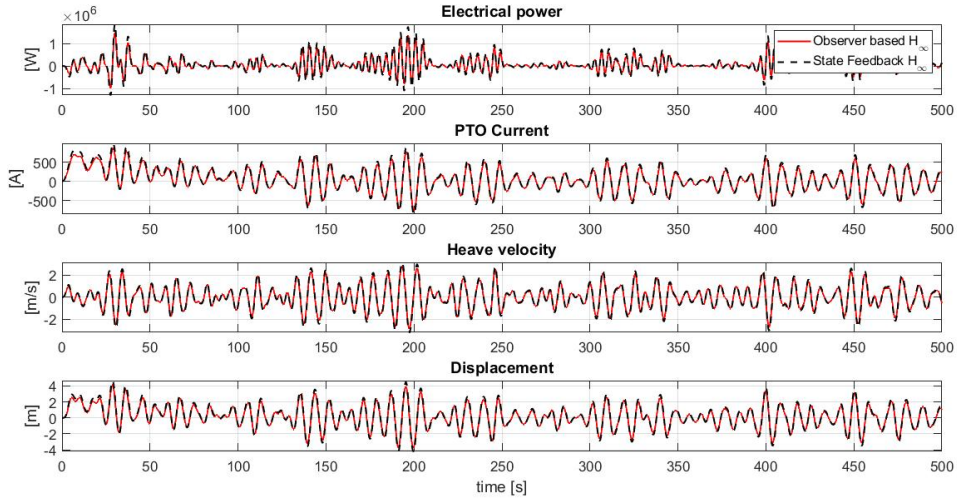 Electrical power
×10⁶
[W]
1
0
-1
Observer based H∞
State Feedback H∞
0 50 100 150 200 250 300 350 400 450 500
PTO Current
[A]
500
0
-500
0 50 100 150 200 250 300 350 400 450 500
Heave velocity
[m/s]
2
0
-2
0 50 100 150 200 250 300 350 400 450 500
Displacement
[m]
4
2
0
-2
-4
0 50 100 150 200 250 300 350 400 450 500
time [s]